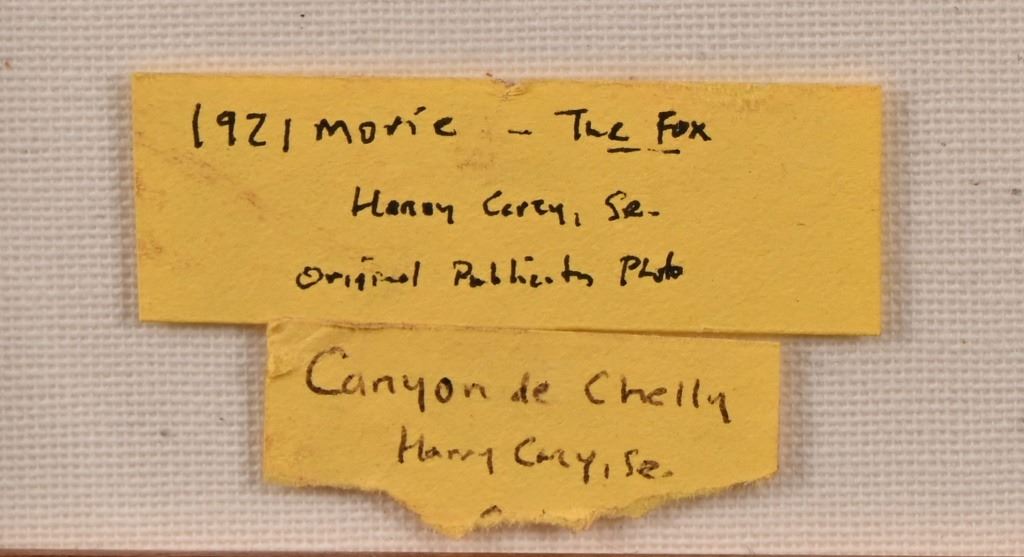 1921 movie - The Fox
Harry Carey, Sr.
Original Publicity Photo
Canyon de Chelly
Harry Carey, Sr.